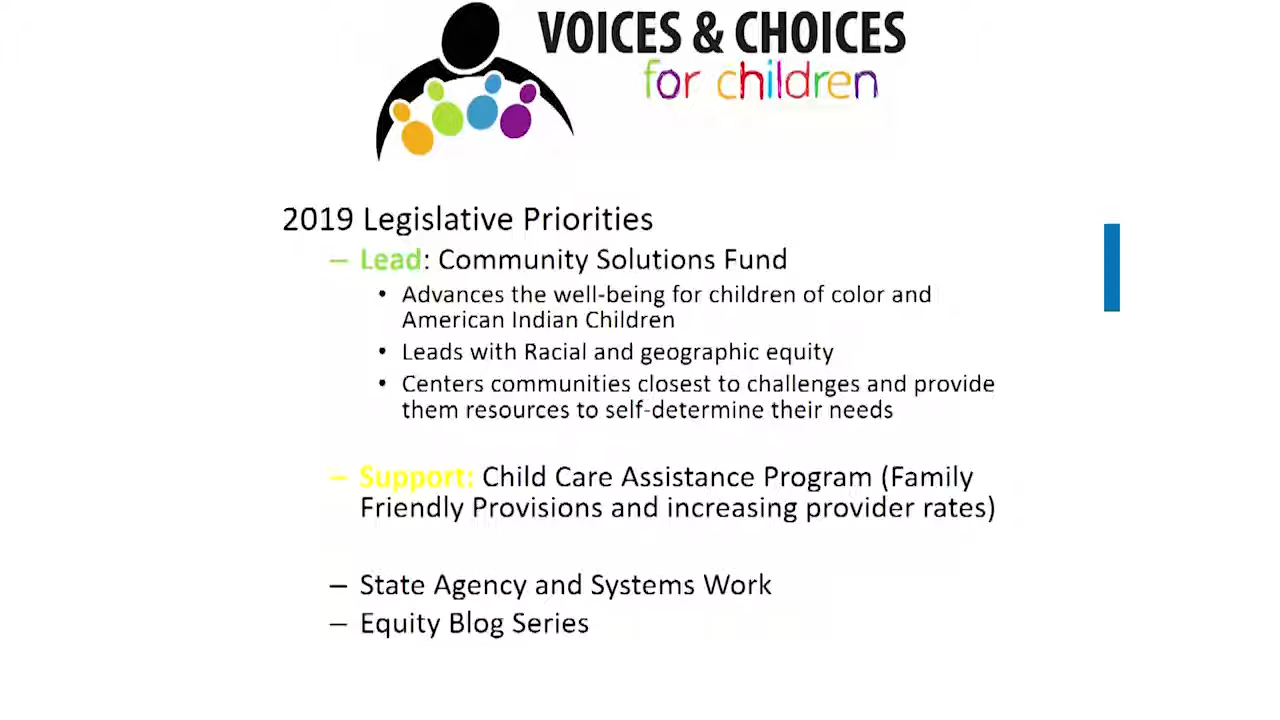 VOICES & CHOICES
for children
2019 Legislative Priorities
– Lead: Community Solutions Fund
• Advances the well-being for children of color and
American Indian Children
• Leads with Racial and geographic equity
• Centers communities closest to challenges and provide
them resources to self-determine their needs
– Support: Child Care Assistance Program (Family
Friendly Provisions and increasing provider rates)
– State Agency and Systems Work
– Equity Blog Series